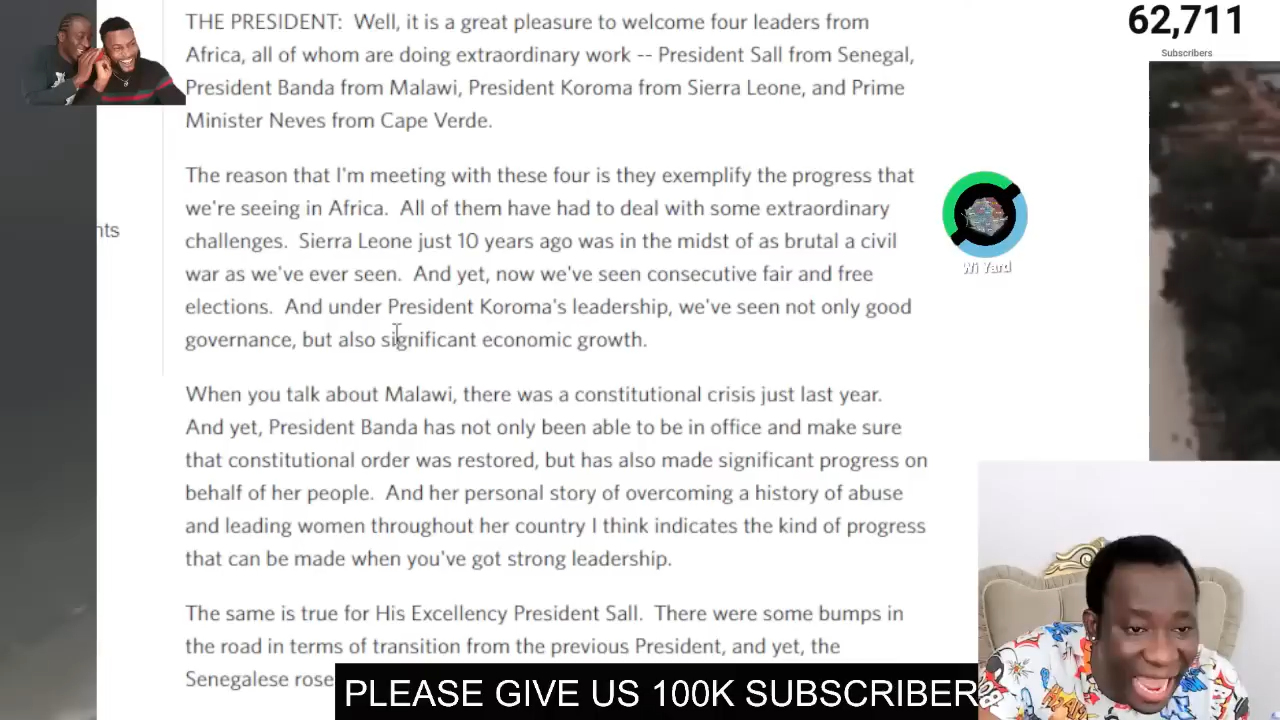 THE PRESIDENT:  Well, it is a great pleasure to welcome four leaders from
Africa, all of whom are doing extraordinary work -- President Sall from Senegal,
President Banda from Malawi, President Koroma from Sierra Leone, and Prime
Minister Neves from Cape Verde.
The reason that I'm meeting with these four is they exemplify the progress that
we're seeing in Africa.  All of them have had to deal with some extraordinary
challenges.  Sierra Leone just 10 years ago was in the midst of as brutal a civil
war as we've ever seen.  And yet, now we've seen consecutive fair and free
elections.  And under President Koroma's leadership, we've seen not only good
governance, but also significant economic growth.
When you talk about Malawi, there was a constitutional crisis just last year.
And yet, President Banda has not only been able to be in office and make sure
that constitutional order was restored, but has also made significant progress on
behalf of her people.  And her personal story of overcoming a history of abuse
and leading women throughout her country I think indicates the kind of progress
that can be made when you've got strong leadership.
The same is true for His Excellency President Sall.  There were some bumps in
the road in terms of transition from the previous President, and yet, the
Senegalese rose
nts
62,711
Subscribers
Wi Yard
PLEASE GIVE US 100K SUBSCRIBER